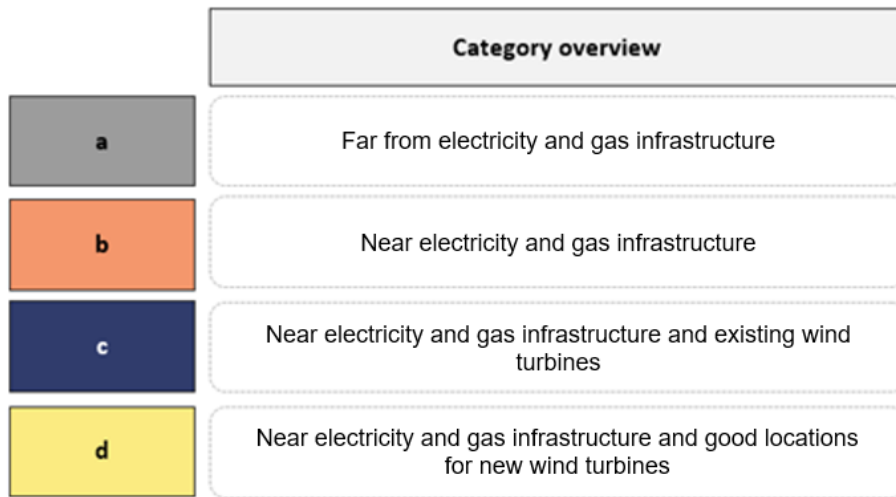 Category overview
a
Far from electricity and gas infrastructure
b
Near electricity and gas infrastructure
c
Near electricity and gas infrastructure and existing wind
turbines
d
Near electricity and gas infrastructure and good locations
for new wind turbines